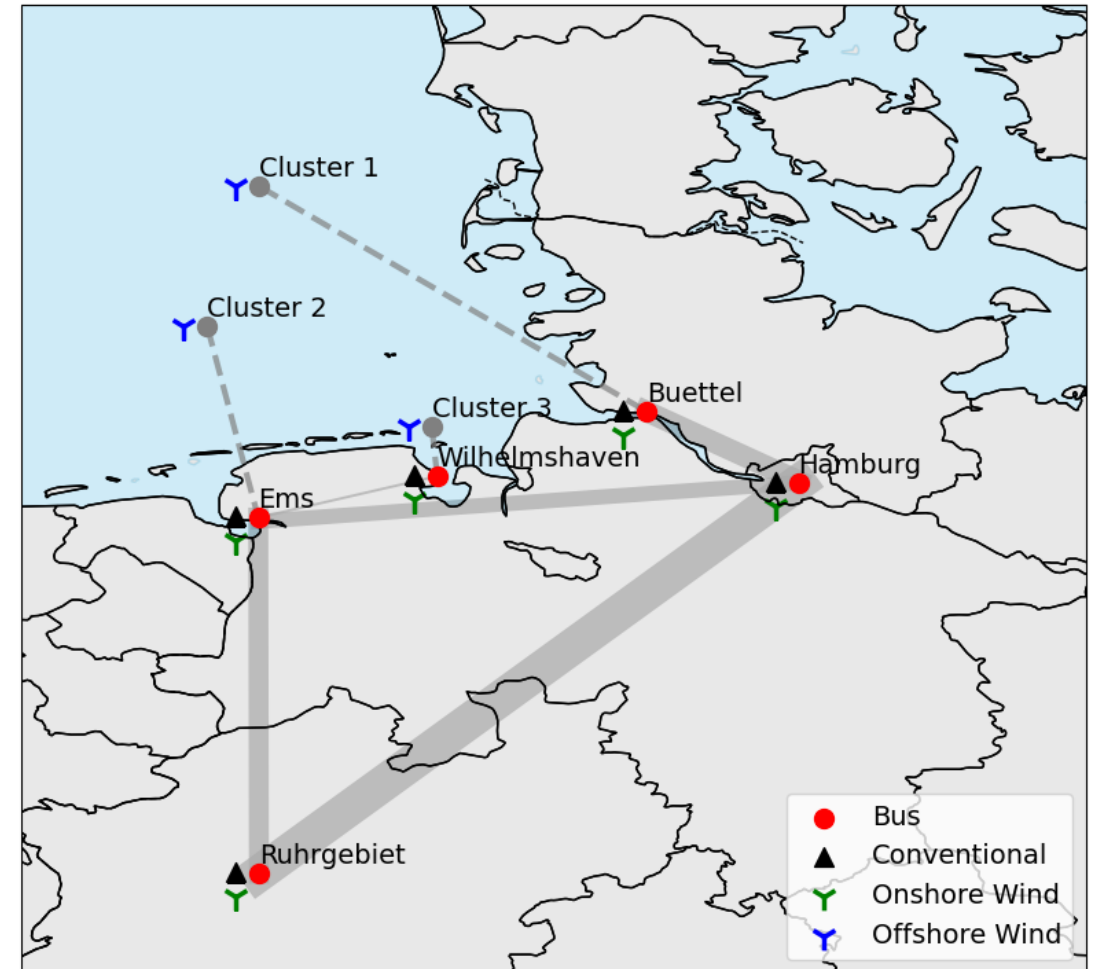 Cluster 1
Cluster 2
Buettel
Cluster 3
Wilhelmshaven
Hamburg
Ems
Ruhrgebiet
Bus
Conventional
Onshore Wind
Offshore Wind